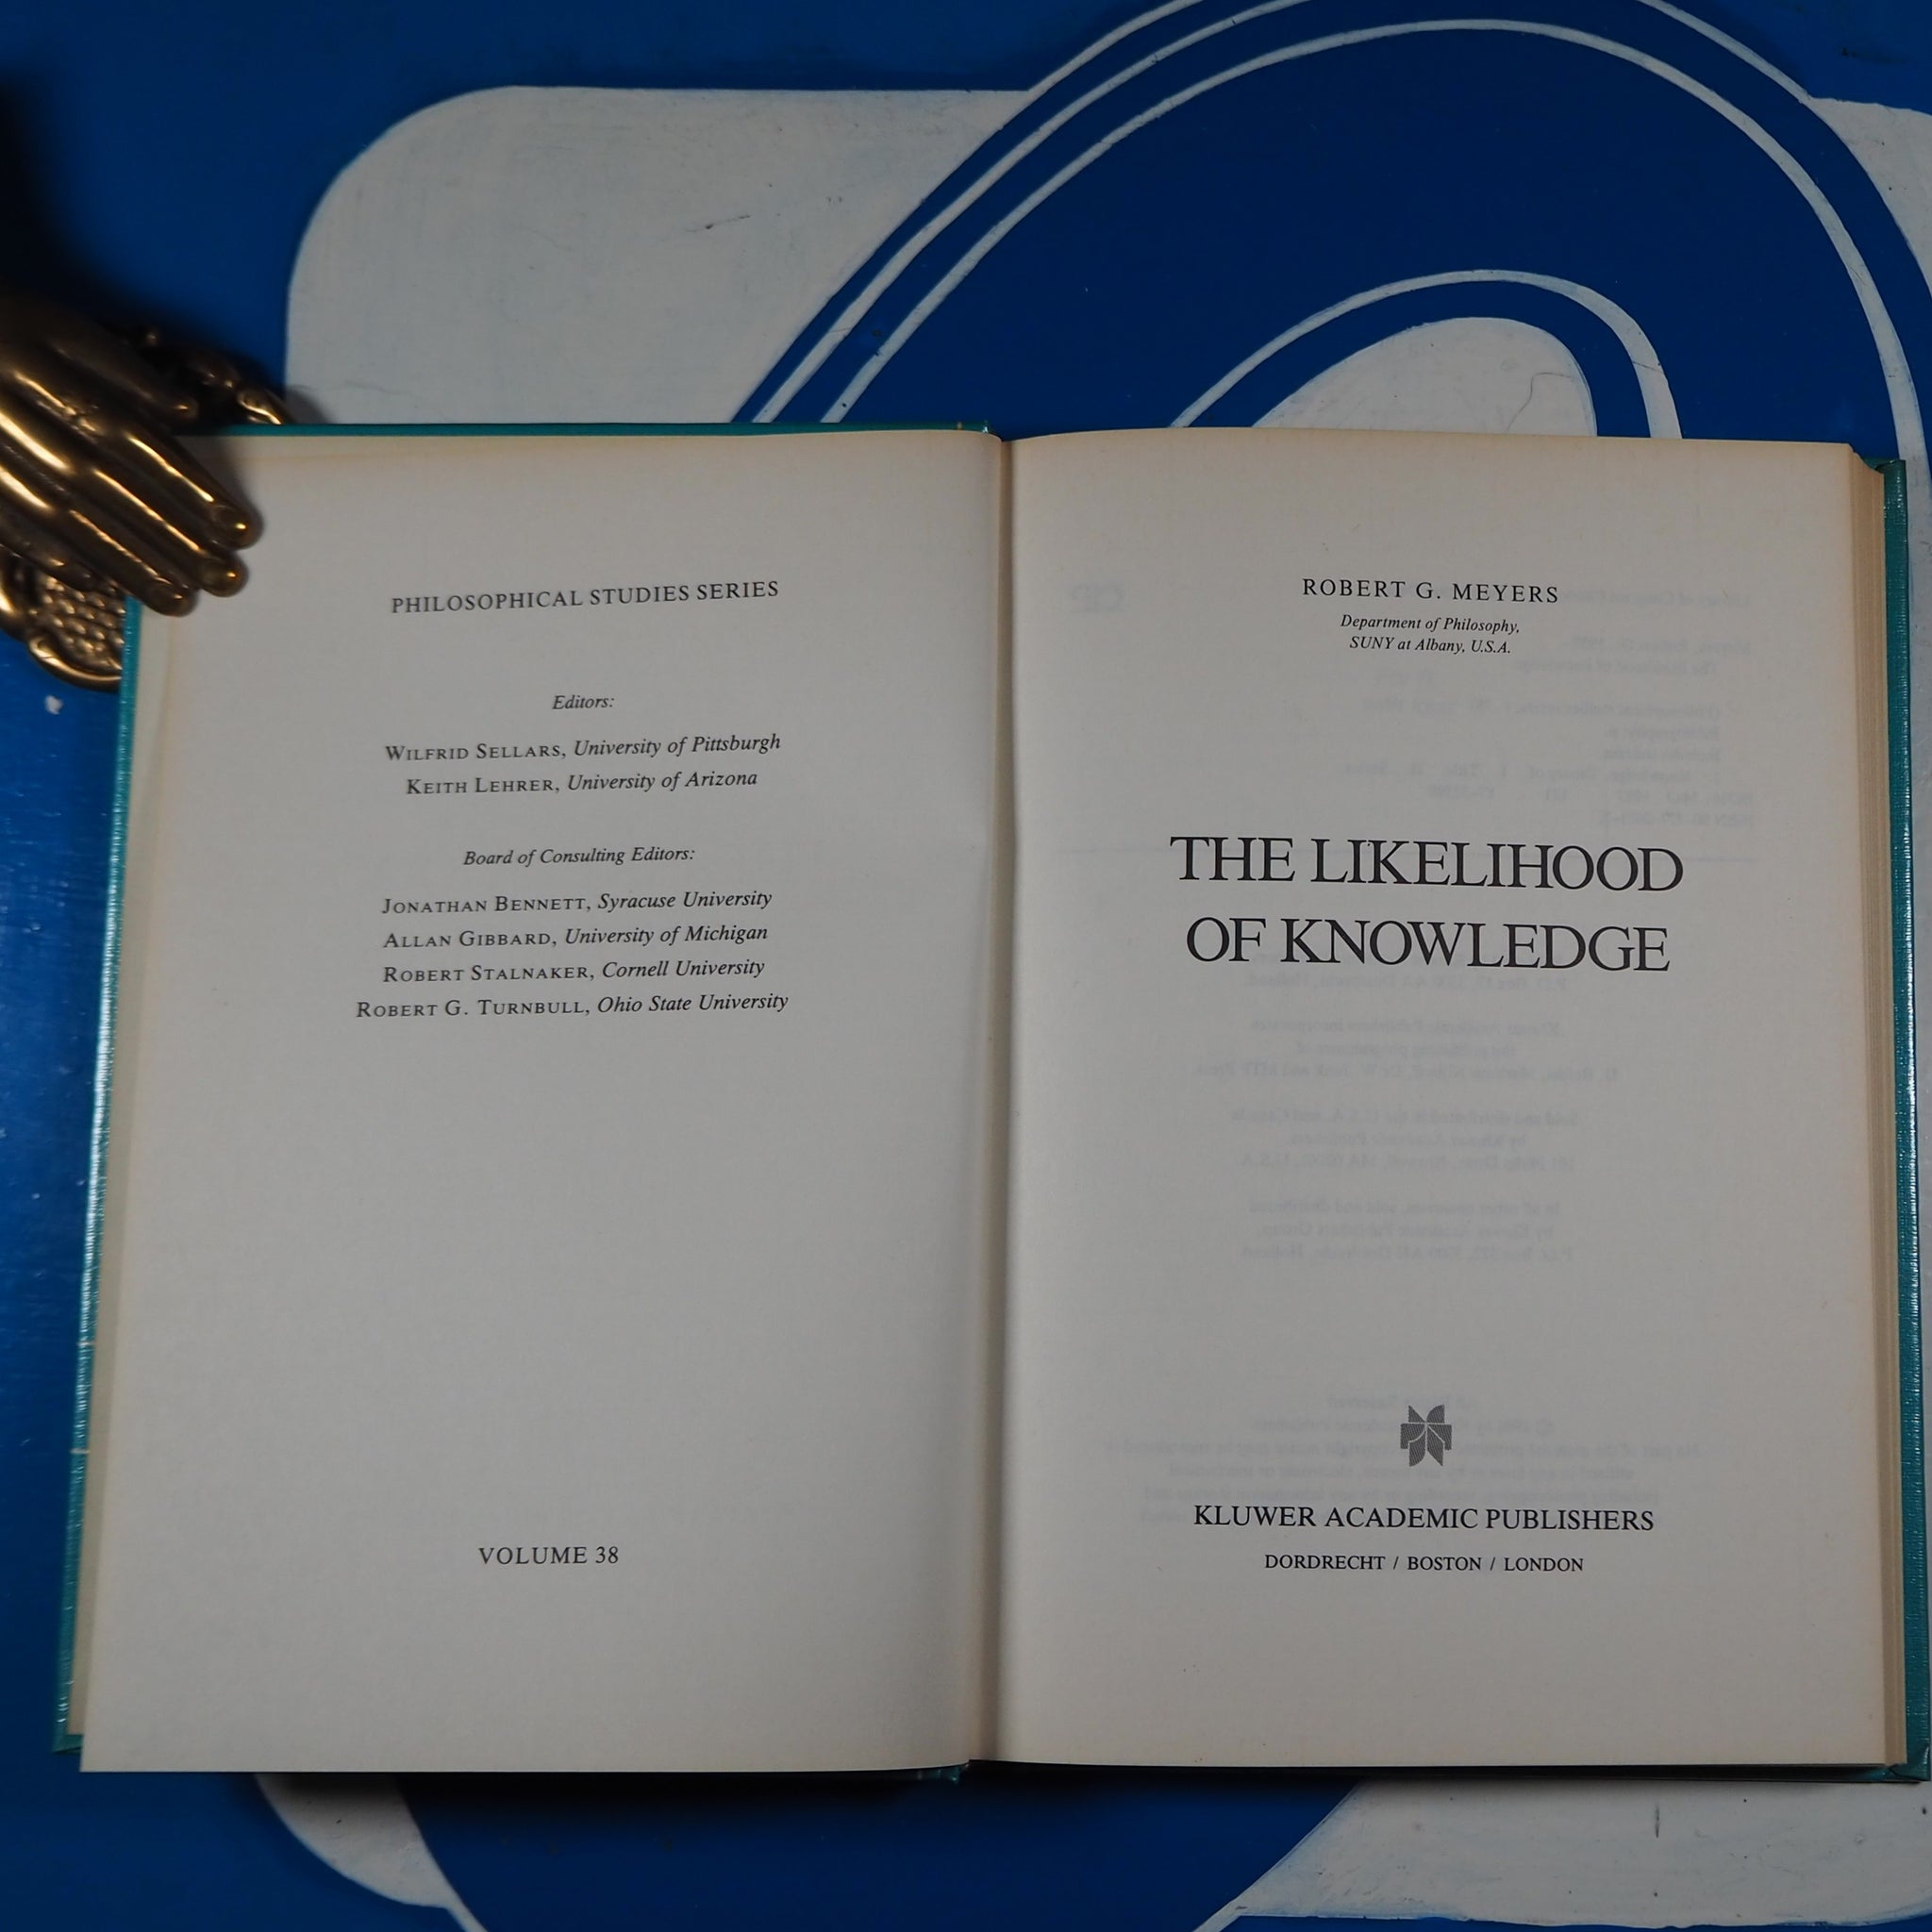 PHILOSOPHICAL STUDIES SERIES
Editors:
WILFRID SELLARS, University of Pittsburgh
KEITH LEHRER, University of Arizona
Board of Consulting Editors:
JONATHAN BENNETT, Syracuse University
ALLAN GIBBARD, University of Michigan
ROBERT STALNAKER, Cornell University
ROBERT G. TURNBULL, Ohio State University
VOLUME 38
ROBERT G. MEYERS
Department of Philosophy,
SUNY at Albany, U.S.A.
THE LIKELIHOOD
OF KNOWLEDGE
KLUWER ACADEMIC PUBLISHERS
DORDRECHT / BOSTON / LONDON